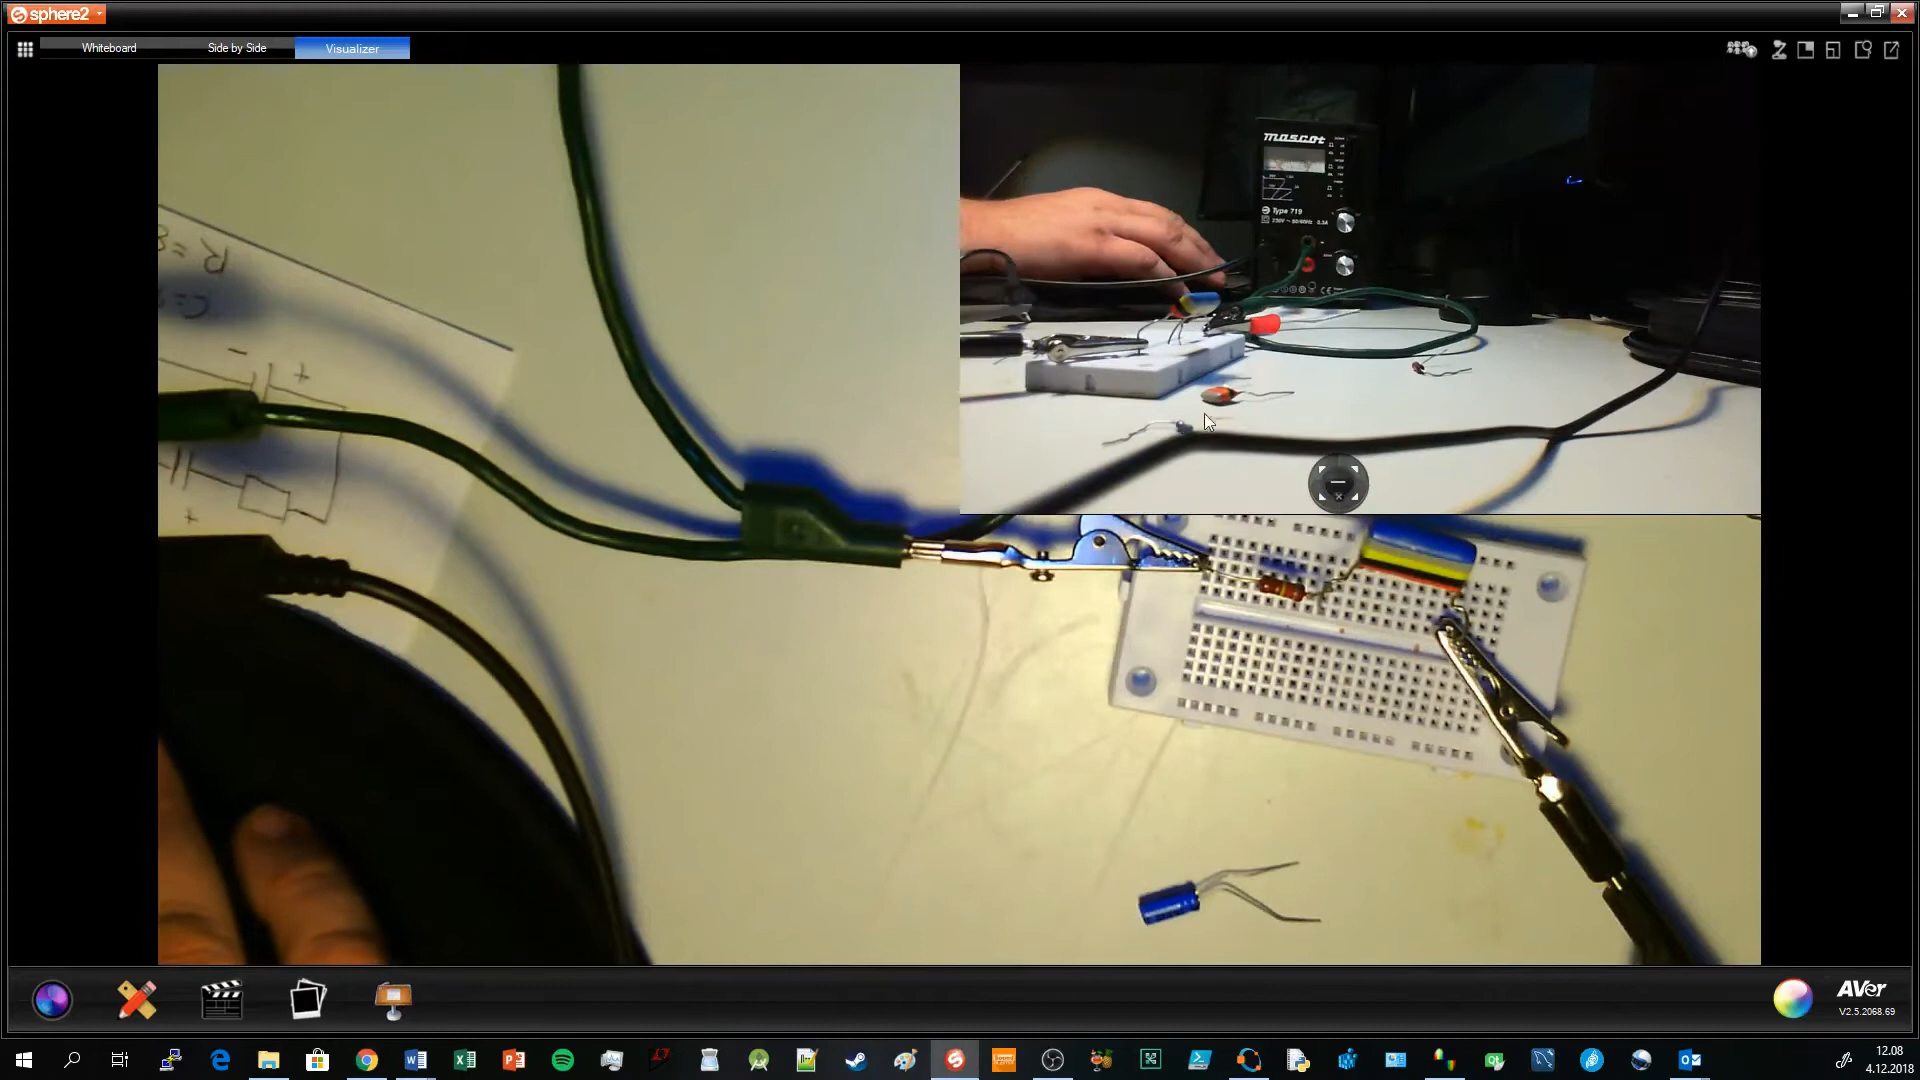 sphere2
Whiteboard
Side by Side
Visualizer
mascot
Type 719
R = 8
C =
-
+
+
AVer
V2.5.2068.69
12.08
4.12.2018